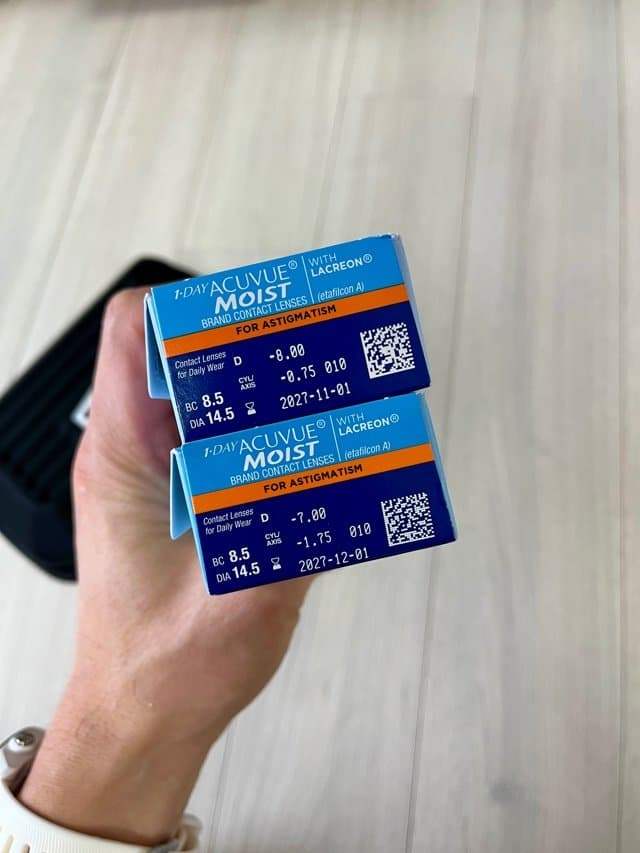 1-DAY ACUVUE® MOIST WITH LACREON®
BRAND CONTACT LENSES (etafilcon A)
FOR ASTIGMATISM
Contact Lenses for Daily Wear D -8.00
CYL/AXIS -0.75 010
BC 8.5
DIA 14.5 2027-11-01
1-DAY ACUVUE® MOIST WITH LACREON®
BRAND CONTACT LENSES (etafilcon A)
FOR ASTIGMATISM
Contact Lenses for Daily Wear D -7.00
CYL/AXIS -1.75 010
BC 8.5
DIA 14.5 2027-12-01